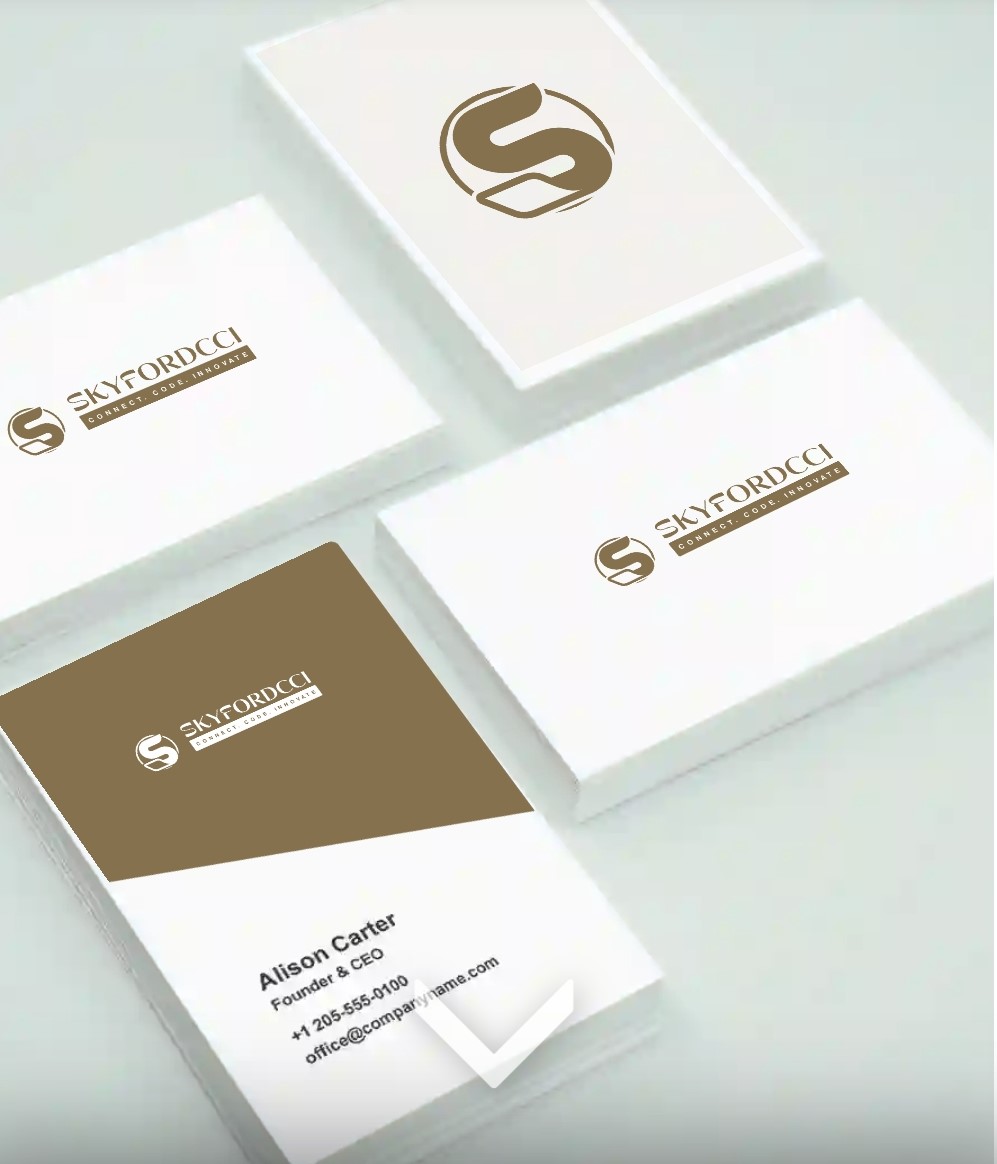 SKYFORDCCI
CONNECT. CODE. INNOVATE
SKYFORDCCI
CONNECT. CODE. INNOVATE
SKYFORDCCI
CONNECT. CODE. INNOVATE
Alison Carter
Founder & CEO
+1 205-555-0100
office@companyname.com